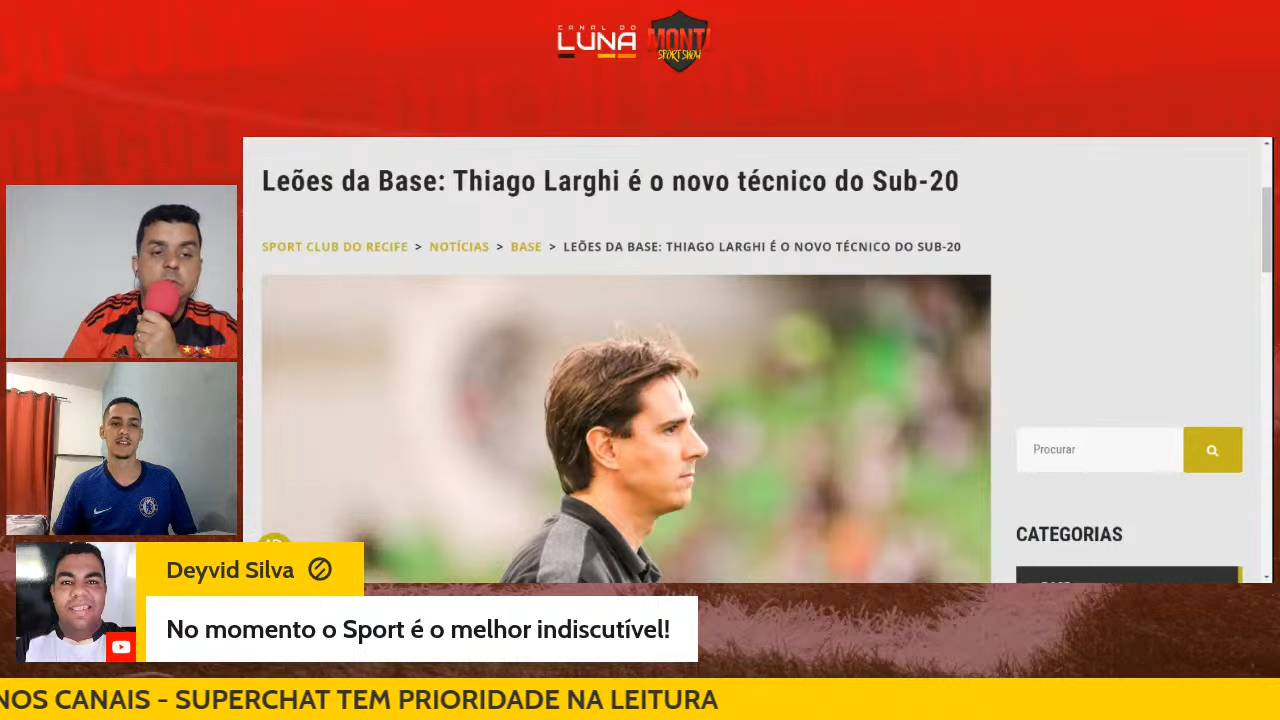 CANAL DO
LUNA
MONTI
SPORT SHOW
Leões da Base: Thiago Larghi é o novo técnico do Sub-20
SPORT CLUB DO RECIFE > NOTÍCIAS > BASE > LEÕES DA BASE: THIAGO LARGHI É O NOVO TÉCNICO DO SUB-20
Procurar
CATEGORIAS
Deyvid Silva
No momento o Sport é o melhor indiscutível!
NOS CANAIS - SUPERCHAT TEM PRIORIDADE NA LEITURA